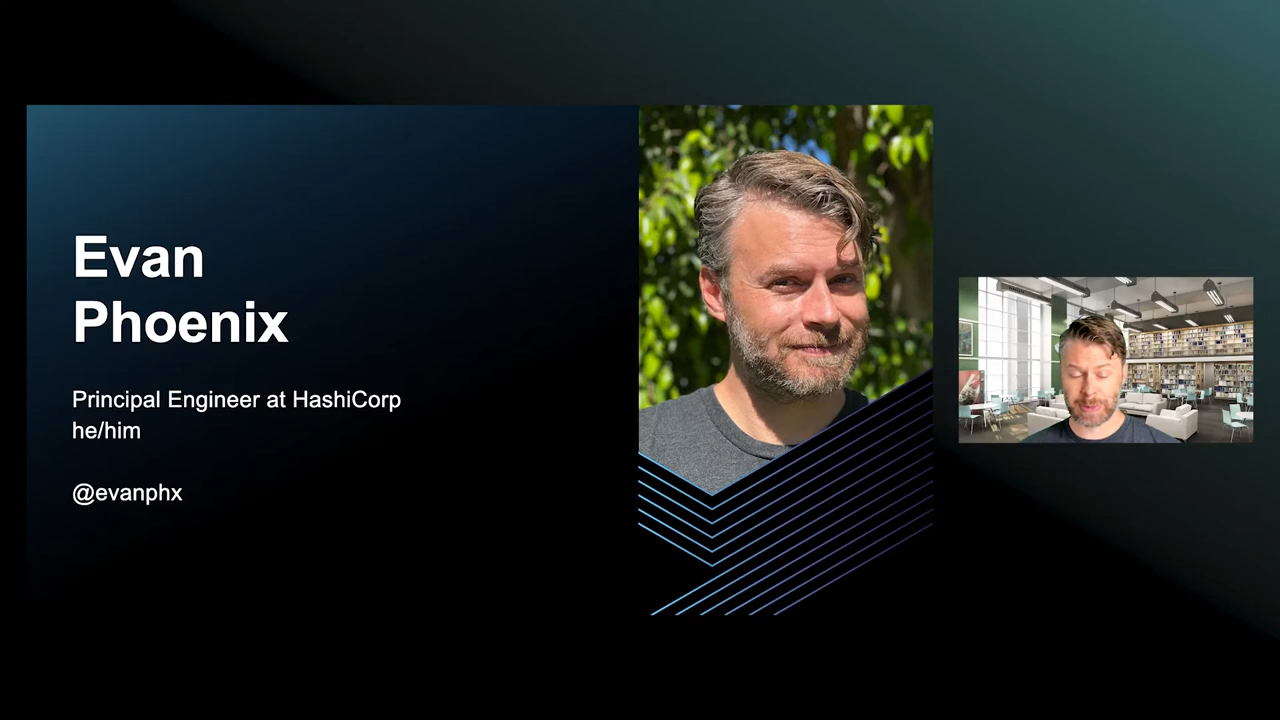 Evan
Phoenix
Principal Engineer at HashiCorp
he/him
@evanphx